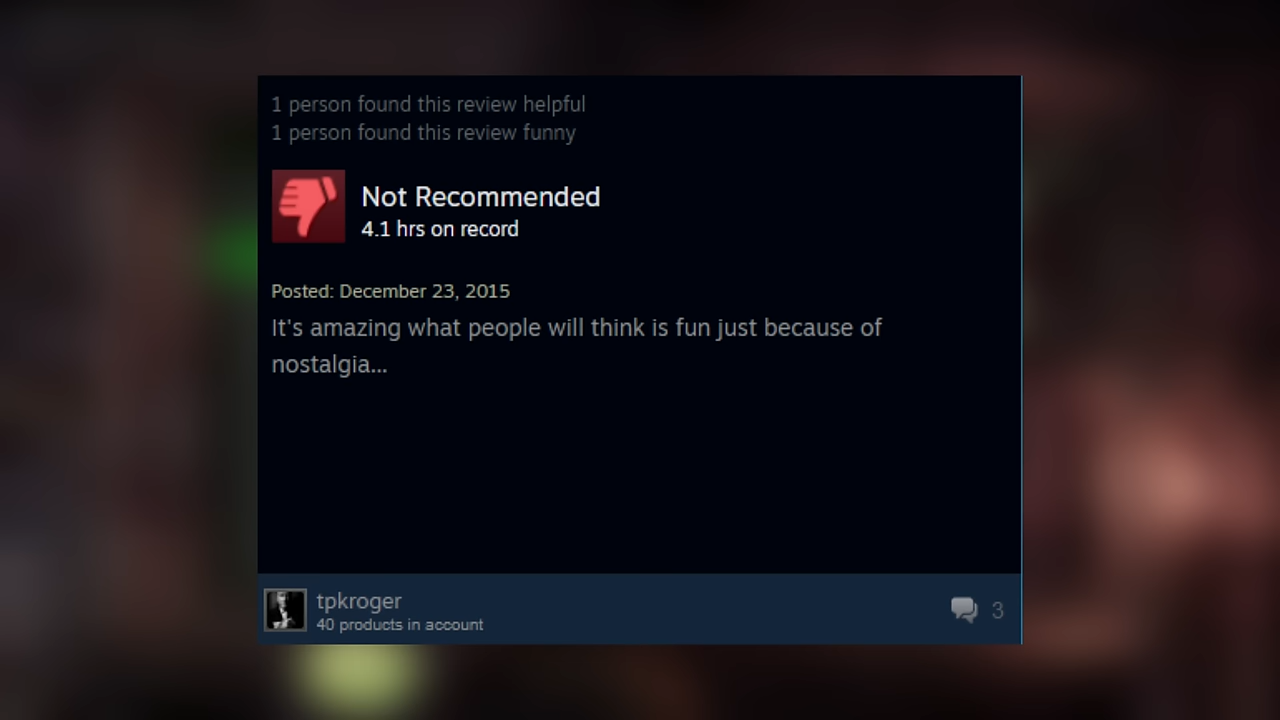 1 person found this review helpful
1 person found this review funny
Not Recommended
4.1 hrs on record
Posted: December 23, 2015
It's amazing what people will think is fun just because of
nostalgia...
tpkroger
40 products in account
3